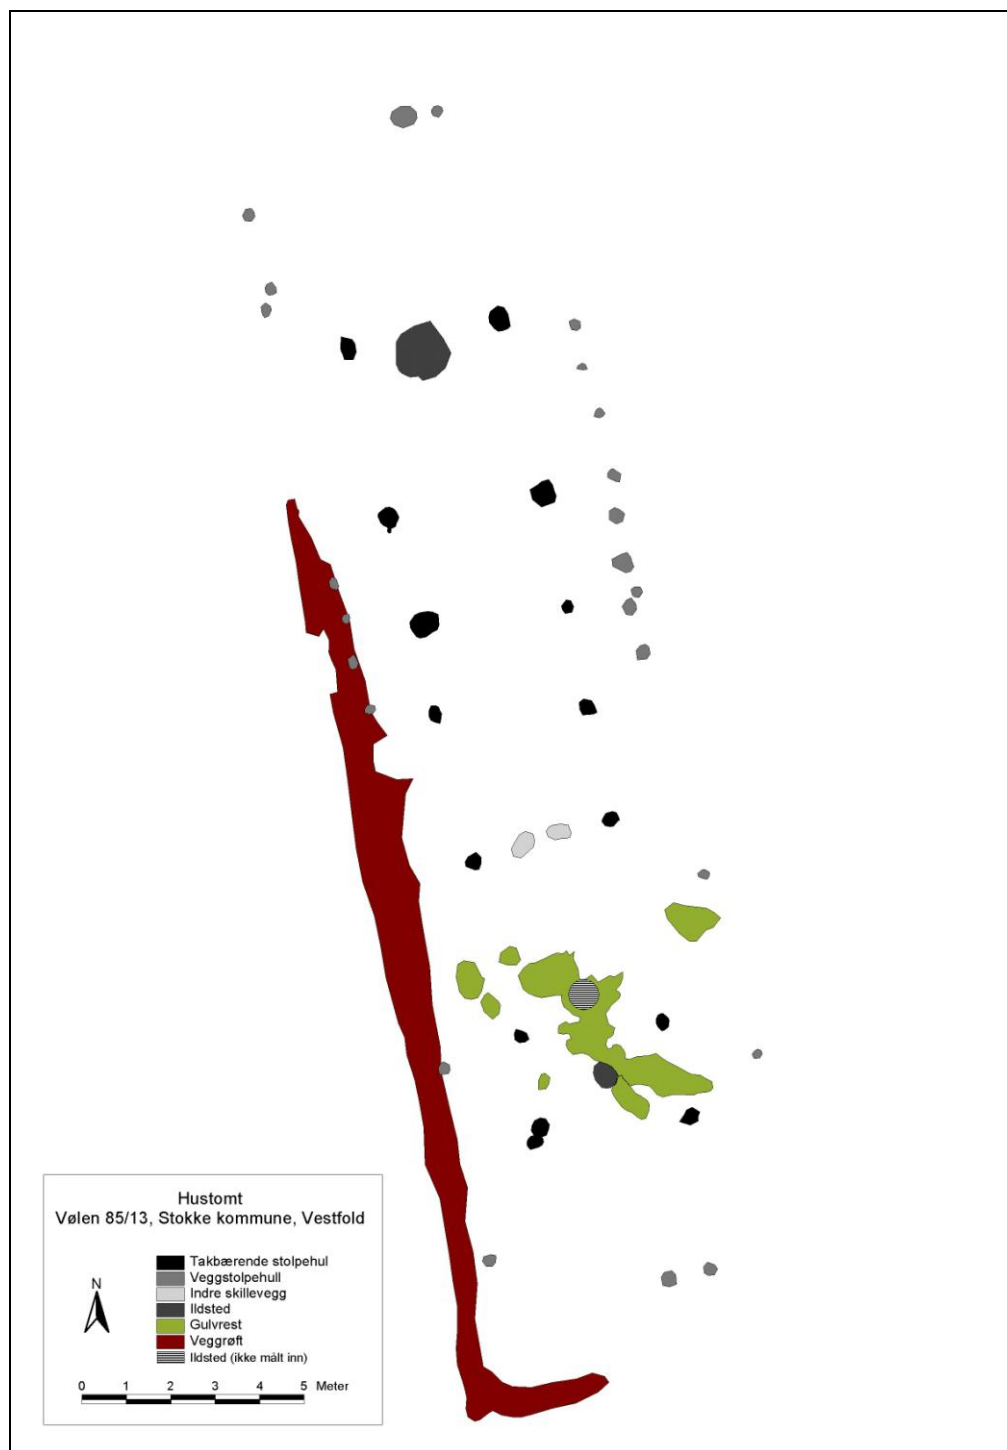 Hustomt
Vølen 85/13, Stokke kommune, Vestfold
Takbærende stolpehul
Veggstolpehull
Indre skillevegg
Ildsted
Gulvrest
Veggrøft
Ildsted (ikke målt inn)
N
0 1 2 3 4 5 Meter